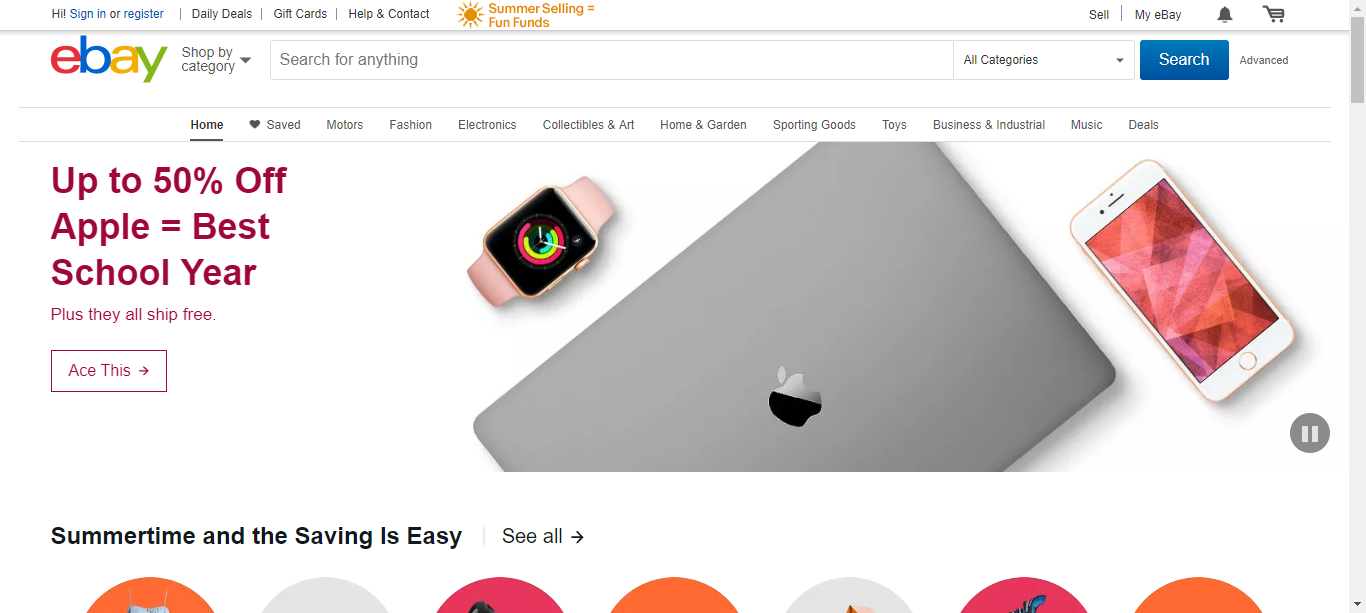 Hi! Sign in or register
Daily Deals
Gift Cards
Help & Contact
Summer Selling =
Fun Funds
Sell
My eBay
ebay
Shop by
category
Search for anything
All Categories
Search
Advanced
Home
Saved
Motors
Fashion
Electronics
Collectibles & Art
Home & Garden
Sporting Goods
Toys
Business & Industrial
Music
Deals
Up to 50% Off
Apple = Best
School Year
Plus they all ship free.
Ace This →
Summertime and the Saving Is Easy
See all →